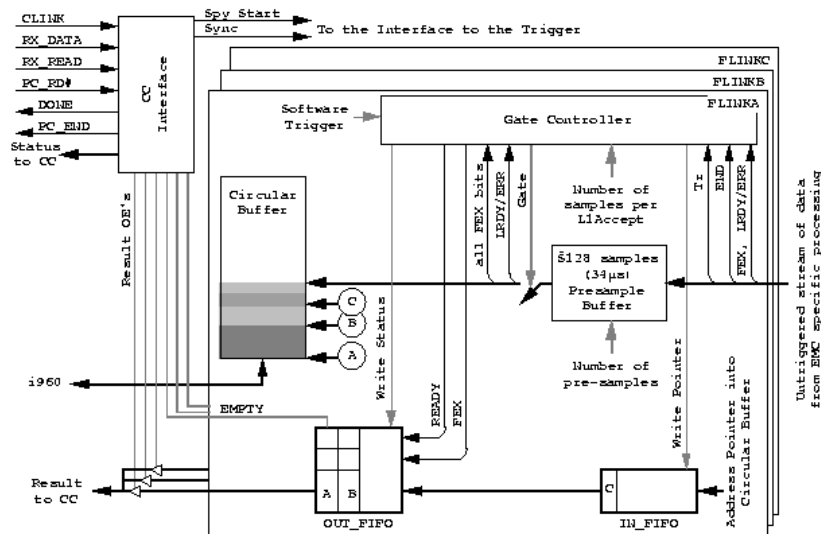 CLINK
RX_DATA
RX_READ
PC_RD#
DONE
PC_END
Status
to CC
CC
Interface
Spy Start
Sync
To the Interface to the Trigger
FLINKC
FLINKB
FLINKA
Software
Trigger
Gate Controller
Result OE's
Circular
Buffer
C
B
A
all FEX bits
LRDY/ERR
Gate
Number of
samples per
L1Accept
Tr
END
FEX, LRDY/ERR
128 samples
(34µs)
Presample
Buffer
Number of
pre-samples
Untriggered stream of data
from EMC specific processing
i960
EMPTY
Write Status
READY
FEX
Write Pointer
Address Pointer into
Circular Buffer
Result
to CC
A
B
OUT_FIFO
C
IN_FIFO